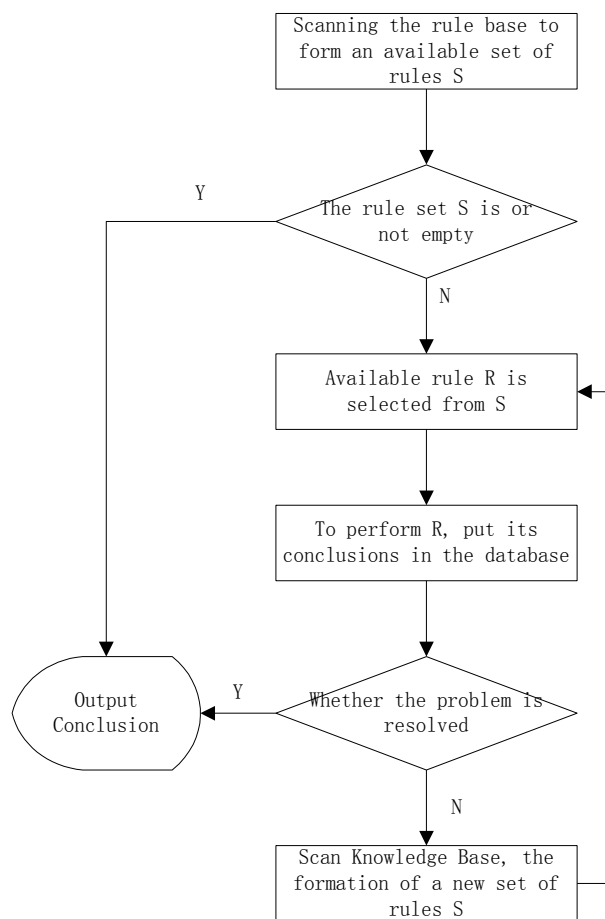 Scanning the rule base to
form an available set of
rules S
Y
The rule set S is or
not empty
N
Available rule R is
selected from S
To perform R, put its
conclusions in the database
Output
Conclusion
Y
Whether the problem is
resolved
N
Scan Knowledge Base, the
formation of a new set of
rules S